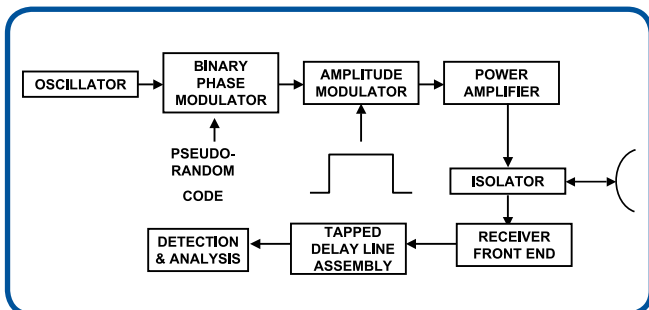 OSCILLATOR
BINARY
PHASE
MODULATOR
AMPLITUDE
MODULATOR
POWER
AMPLIFIER
PSEUDO-
RANDOM
CODE
ISOLATOR
DETECTION
& ANALYSIS
TAPPED
DELAY LINE
ASSEMBLY
RECEIVER
FRONT END